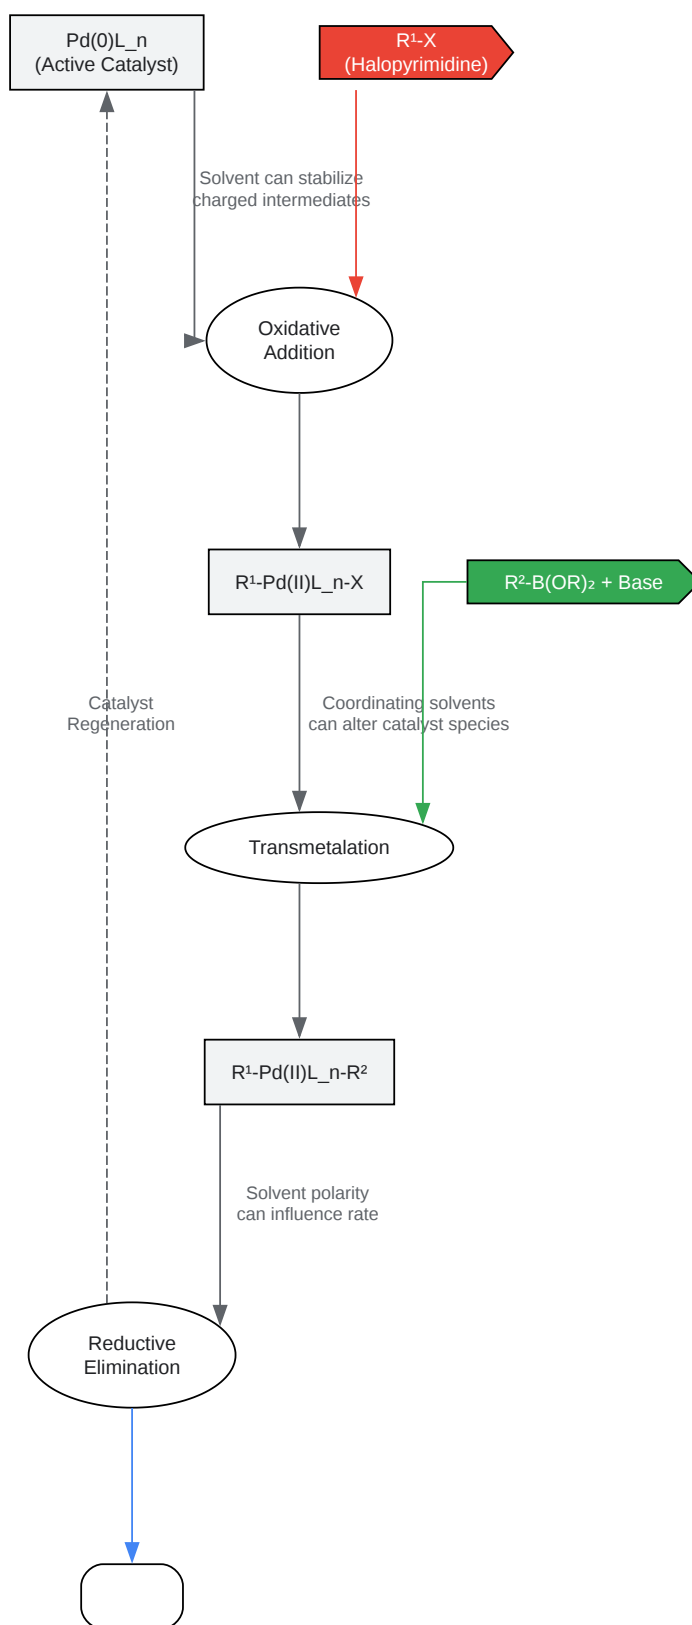 Pd(0)L_n
(Active Catalyst)
R¹-X
(Halopyrimidine)
Solvent can stabilize
charged intermediates
Oxidative
Addition
R¹-Pd(II)L_n-X
R²-B(OR)₂ + Base
Catalyst
Regeneration
Coordinating solvents
can alter catalyst species
Transmetalation
R¹-Pd(II)L_n-R²
Solvent polarity
can influence rate
Reductive
Elimination